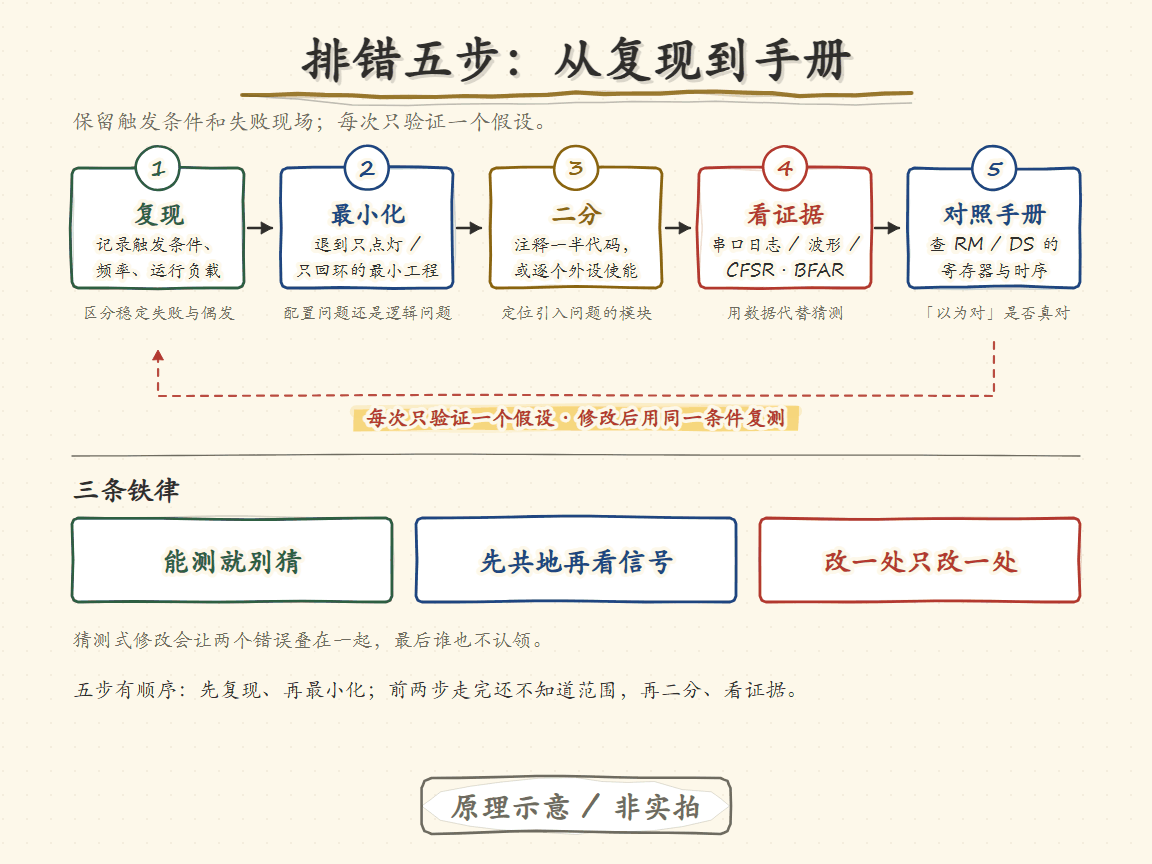 排错五步：从复现到手册
保留触发条件和失败现场；每次只验证一个假设。
1
复现
记录触发条件、
频率、运行负载
区分稳定失败与偶发
2
最小化
退到只点灯 /
只回环的最小工程
配置问题还是逻辑问题
3
二分
注释一半代码，
或逐个外设使能
定位引入问题的模块
4
看证据
串口日志 / 波形 /
CFSR · BFAR
用数据代替猜测
5
对照手册
查 RM / DS 的
寄存器与时序
「以为对」是否真对
每次只验证一个假设 · 修改后用同一条件复测
三条铁律
能测就别猜
先共地再看信号
改一处只改一处
猜测式修改会让两个错误叠在一起，最后谁也不认领。
五步有顺序：先复现、再最小化；前两步走完还不知道范围，再二分、看证据。
原理示意 / 非实拍